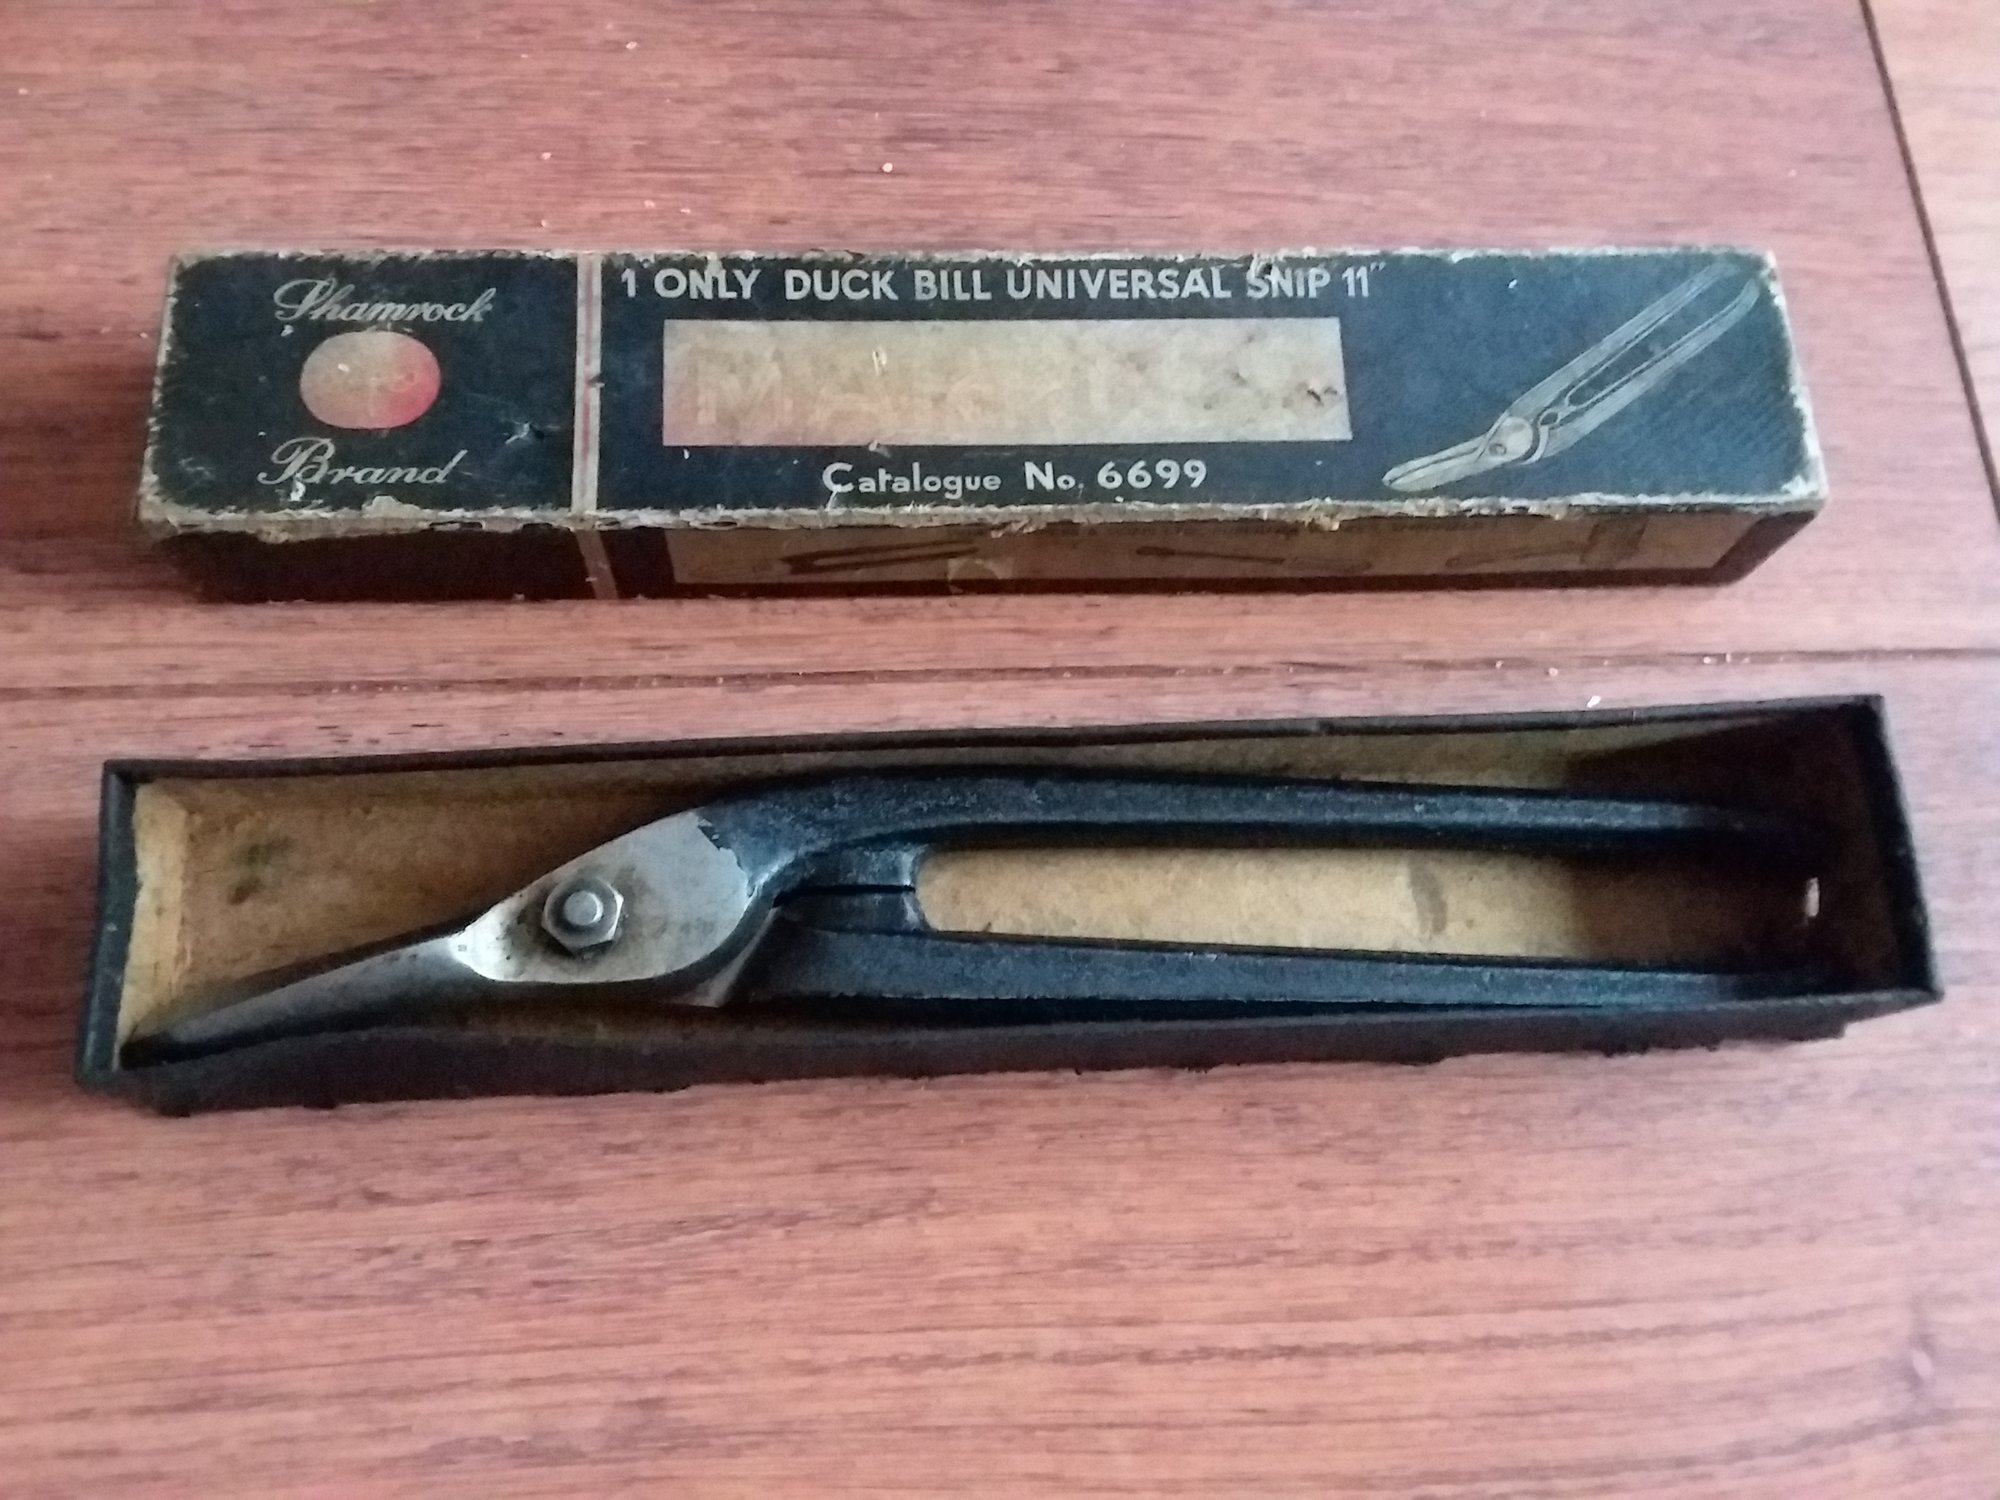 Shamrock
Brand
1 ONLY DUCK BILL UNIVERSAL SNIP 11"
Catalogue No. 6699